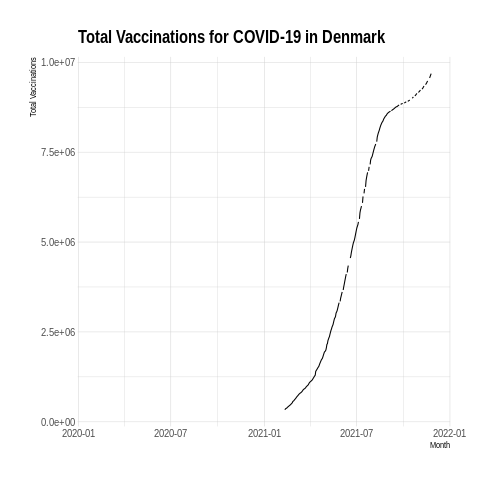 Total Vaccinations for COVID-19 in Denmark
Total Vaccinations
1.0e+07
7.5e+06
5.0e+06
2.5e+06
0.0e+00
2020-01 2020-07 2021-01 2021-07 2022-01
Month